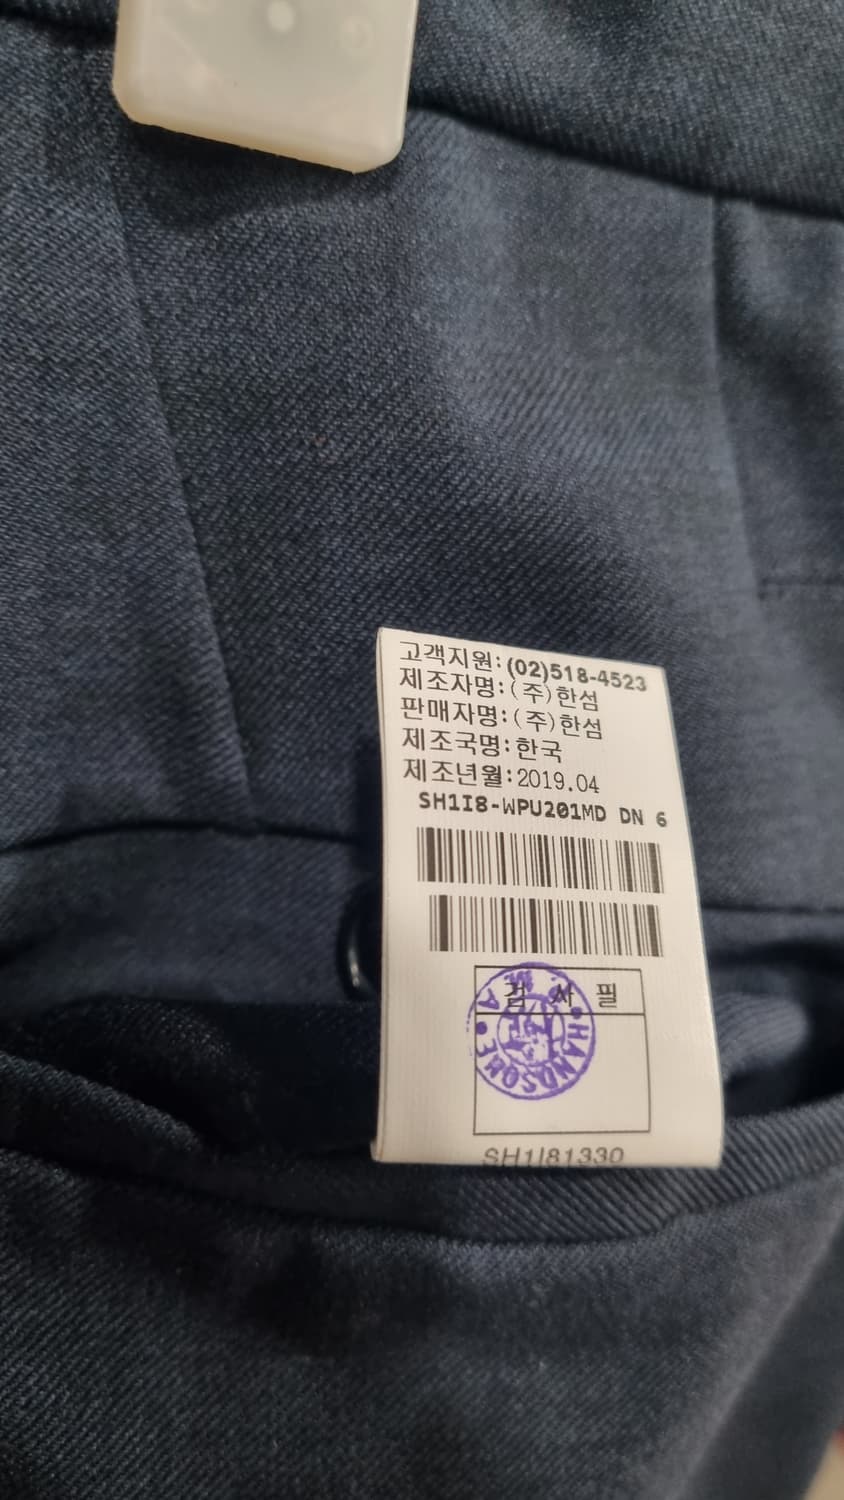 고객지원:(02)518-4523
제조자명:(주)한섬
판매자명:(주)한섬
제조국명:한국
제조년월:2019.04
SH1I8-WPU201MD DN 6
검 사 필
HANDSOME
SH1I81330